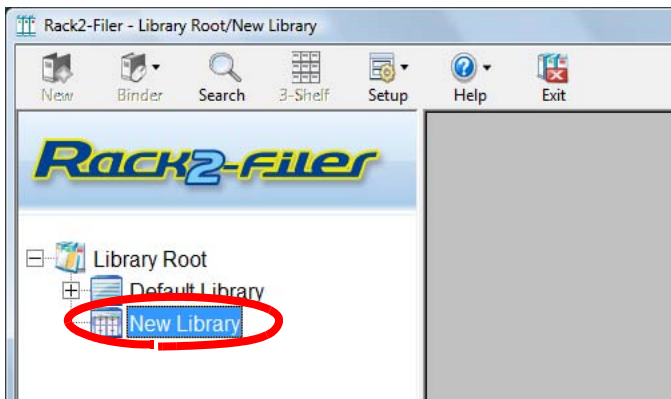 Rack2-Filer - Library Root/New Library
New Binder Search 3-Shelf Setup Help Exit
Rack2-Filer
Library Root
Default Library
New Library